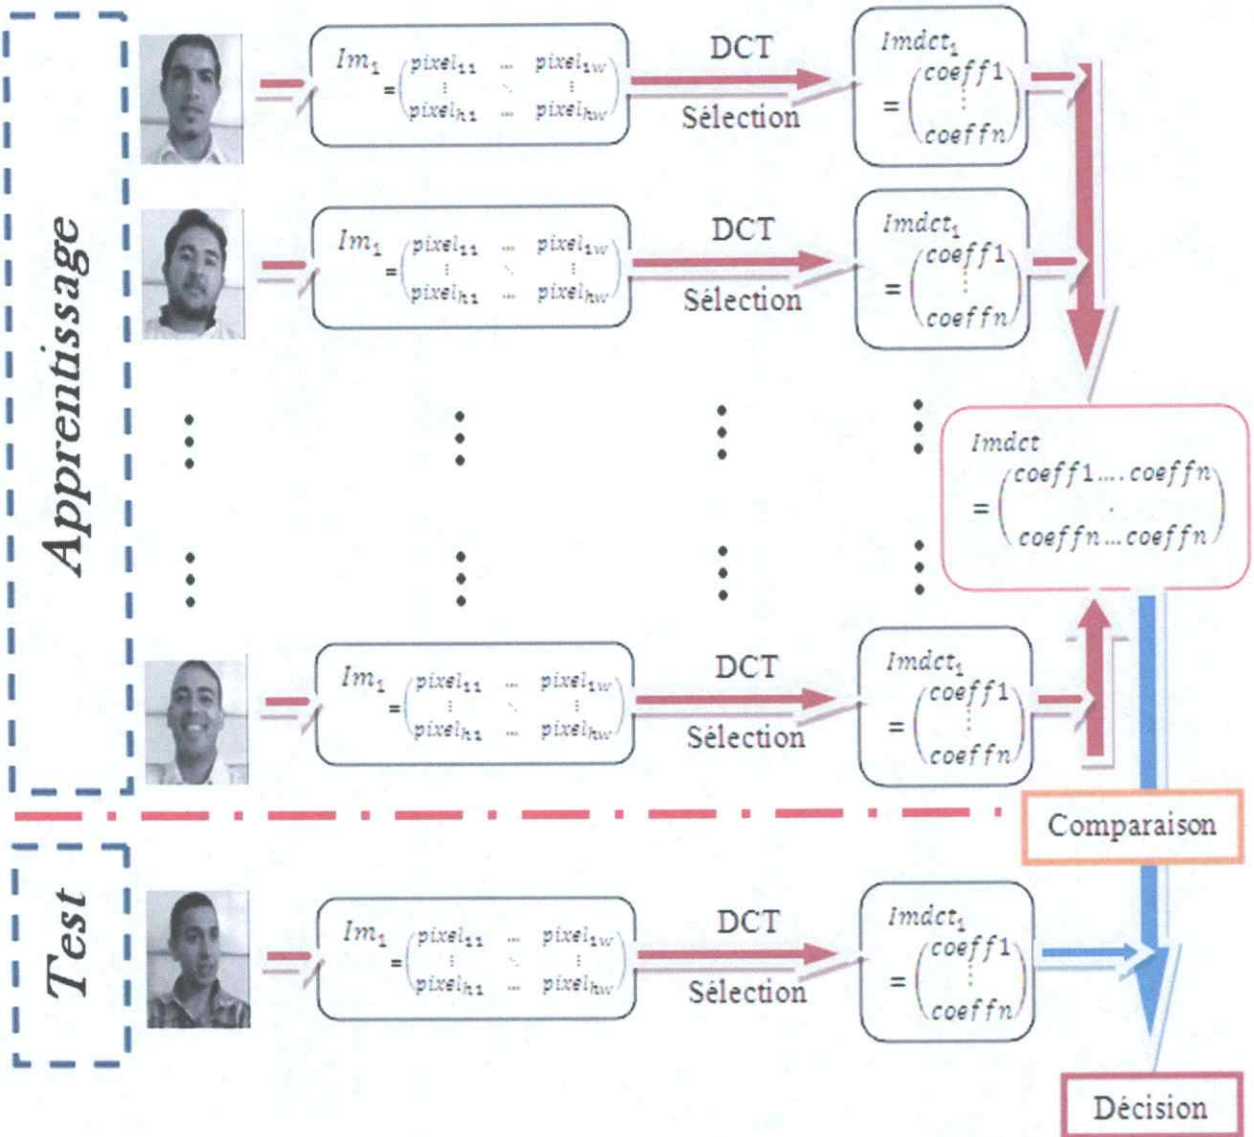 Apprentissage
Im₁
=(pixel₁₁ ... pixel₁w
⋮ ⋱ ⋮
pixelₕ₁ ... pixelₕw)
DCT
Sélection
Imdct₁
=(coeff1
⋮
coeffn)
Im₁
=(pixel₁₁ ... pixel₁w
⋮ ⋱ ⋮
pixelₕ₁ ... pixelₕw)
DCT
Sélection
Imdct₁
=(coeff1
⋮
coeffn)
Imdct
=(coeff1.... coeffn
.
coeffn...coeffn)
Im₁
=(pixel₁₁ ... pixel₁w
⋮ ⋱ ⋮
pixelₕ₁ ... pixelₕw)
DCT
Sélection
Imdct₁
=(coeff1
⋮
coeffn)
Comparaison
Test
Im₁
=(pixel₁₁ ... pixel₁w
⋮ ⋱ ⋮
pixelₕ₁ ... pixelₕw)
DCT
Sélection
Imdct₁
=(coeff1
⋮
coeffn)
Décision